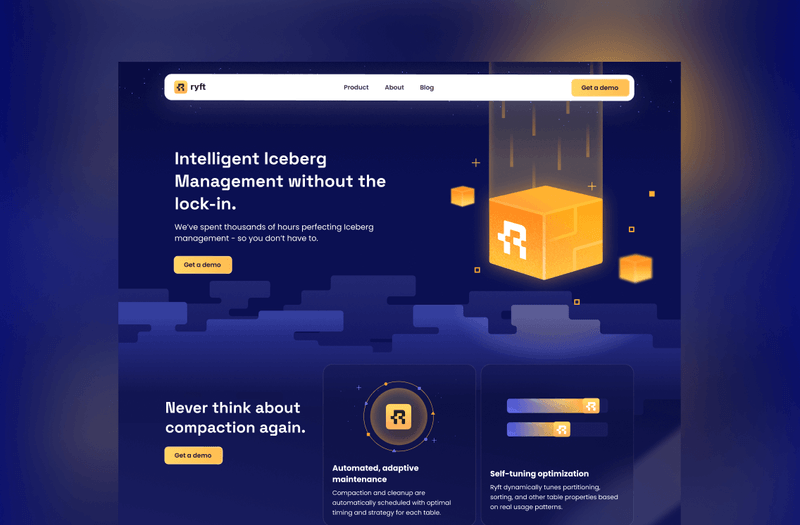 ryft
Product
About
Blog
Get a demo
Intelligent Iceberg
Management without the
lock-in.
We've spent thousands of hours perfecting Iceberg
management - so you don't have to.
Get a demo
Never think about
compaction again.
Get a demo
Automated, adaptive
maintenance
Compaction and cleanup are
automatically scheduled with optimal
timing and strategy for each table.
Self-tuning optimization
Ryft dynamically tunes partitioning,
sorting, and other table properties based
on real usage patterns.